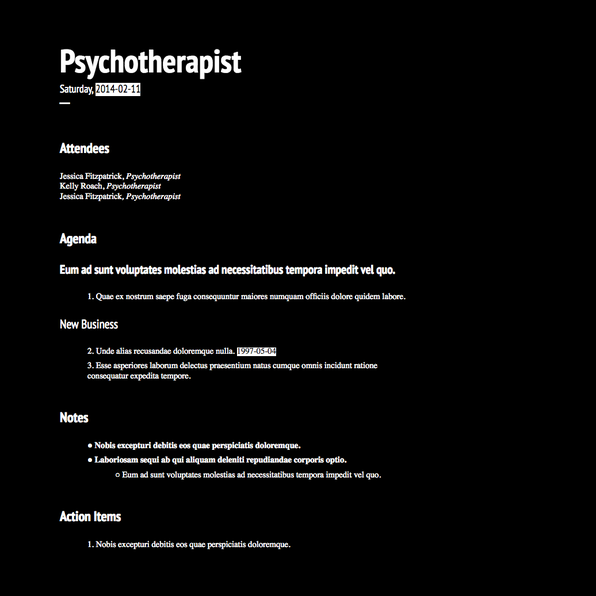 Psychotherapist
Saturday, 2014-02-11
Attendees
Jessica Fitzpatrick, Psychotherapist
Kelly Roach, Psychotherapist
Jessica Fitzpatrick, Psychotherapist
Agenda
Eum ad sunt voluptates molestias ad necessitatibus tempora impedit vel quo.
1. Quae ex nostrum saepe fuga consequuntur maiores numquam officiis dolore quidem labore.
New Business
2. Unde alias recusandae doloremque nulla. 1997-05-04
3. Esse asperiores laborum delectus praesentium natus cumque omnis incidunt ratione
consequatur expedita tempore.
Notes
● Nobis excepturi debitis eos quae perspiciatis doloremque.
● Laboriosam sequi ab qui aliquam deleniti repudiandae corporis optio.
○ Eum ad sunt voluptates molestias ad necessitatibus tempora impedit vel quo.
Action Items
1. Nobis excepturi debitis eos quae perspiciatis doloremque.